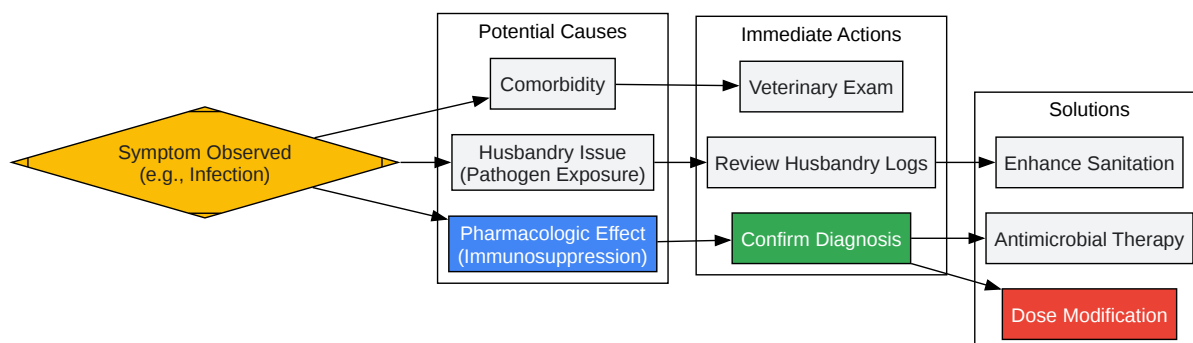 Potential Causes
Immediate Actions
Solutions
Symptom Observed
(e.g., Infection)
Comorbidity
Veterinary Exam
Husbandry Issue
(Pathogen Exposure)
Review Husbandry Logs
Enhance Sanitation
Pharmacologic Effect
(Immunosuppression)
Confirm Diagnosis
Antimicrobial Therapy
Dose Modification